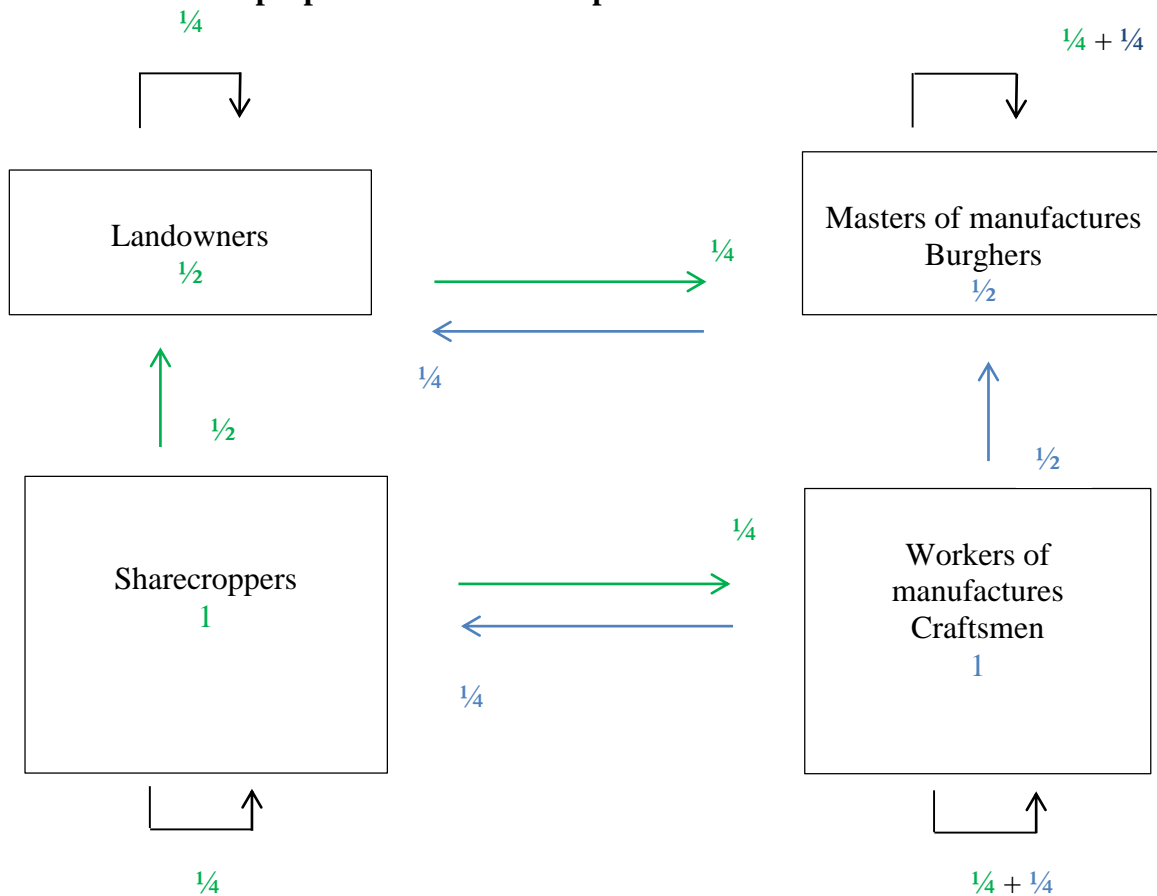 ¼
¼ + ¼
Landowners
½
Masters of manufactures
Burghers
½
¼
¼
½
½
Sharecroppers
1
¼
Workers of
manufactures
Craftsmen
1
¼
¼
¼ + ¼